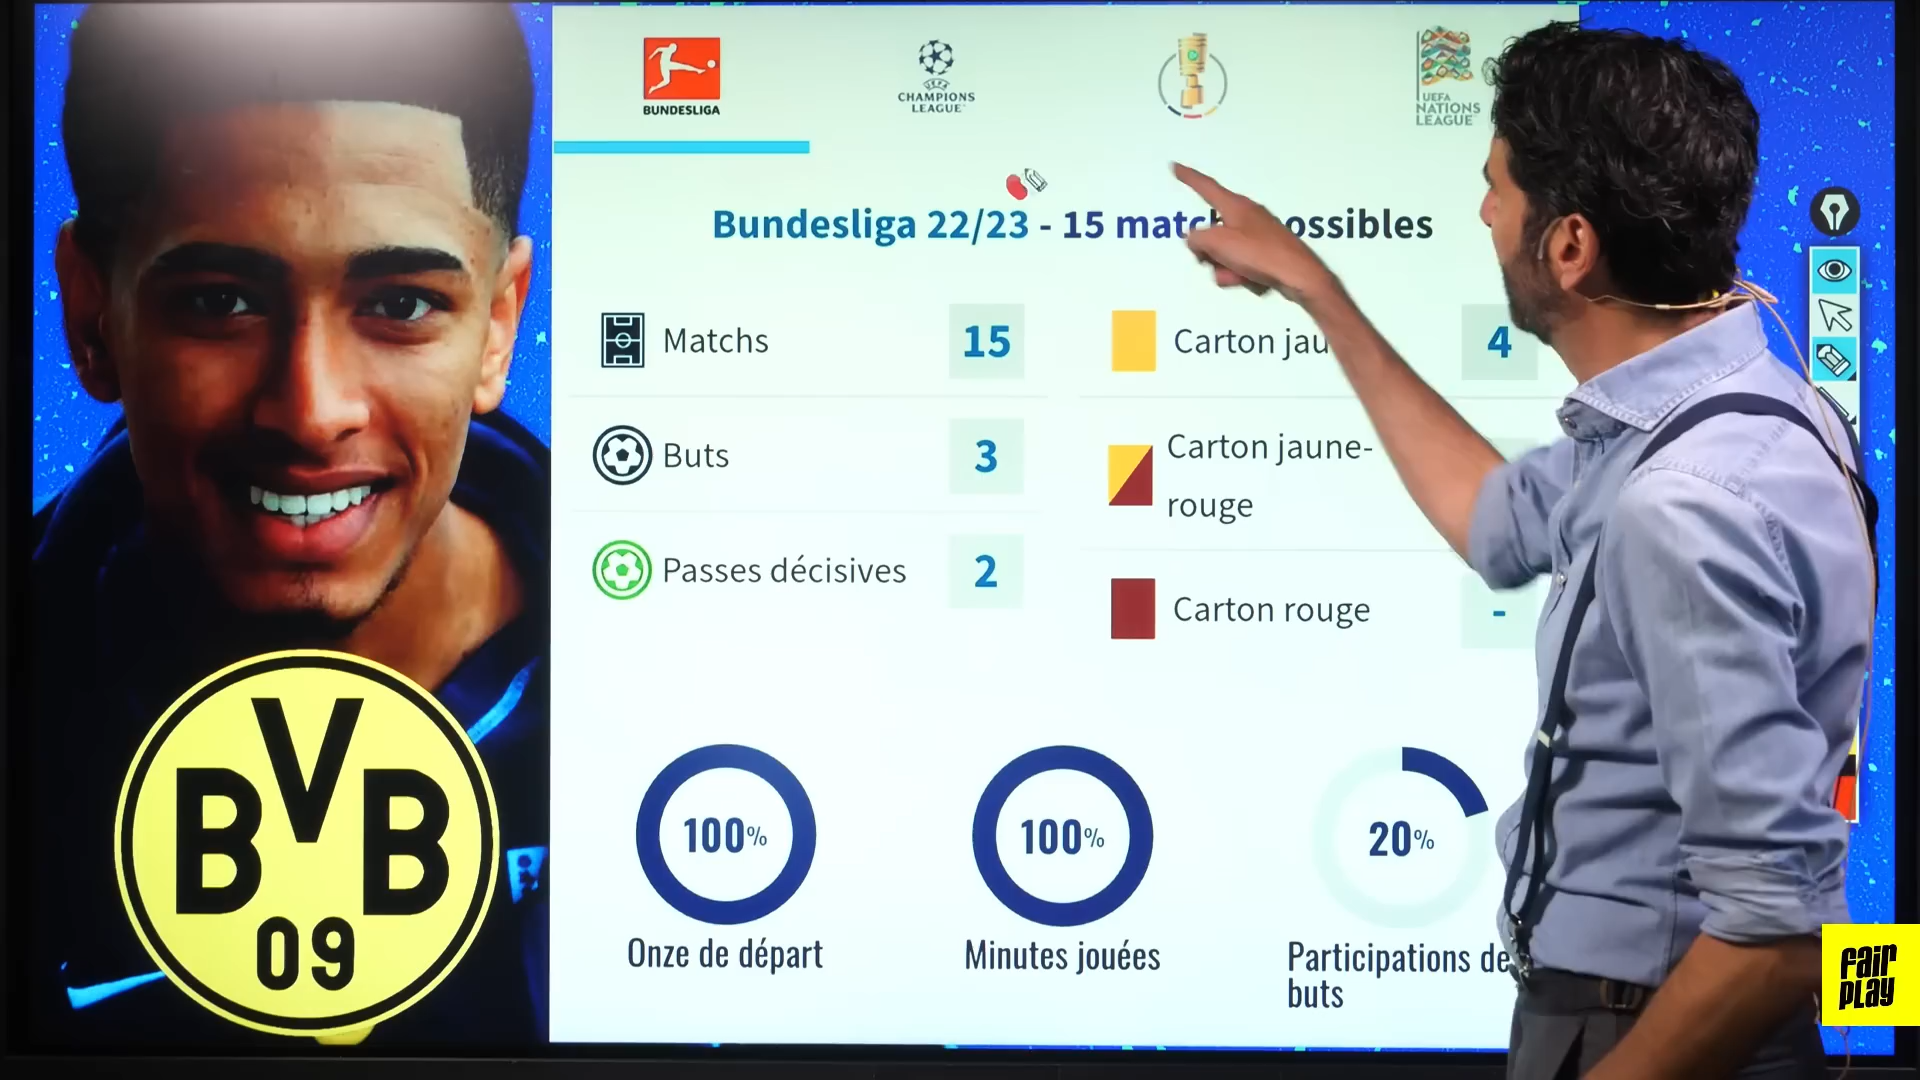 BUNDESLIGA
CHAMPIONS
LEAGUE
UEFA
NATIONS
LEAGUE
Bundesliga 22/23 - 15 matc ossibles
Matchs 15
Carton jau 4
Buts 3
Carton jaune-
rouge
Passes décisives 2
Carton rouge -
BVB
09
100%
100%
20%
Onze de départ
Minutes jouées
Participations de
buts
fair
PLAY